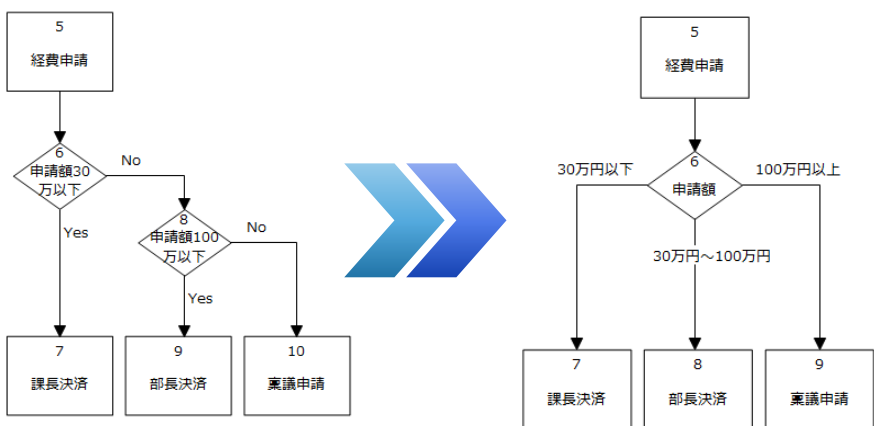 5
経費申請
6
申請額30
万以下
No
Yes
8
申請額100
万以下
No
Yes
7
課長決済
9
部長決済
10
稟議申請
5
経費申請
6
申請額
30万円以下
100万円以上
30万円～100万円
7
課長決済
8
部長決済
9
稟議申請